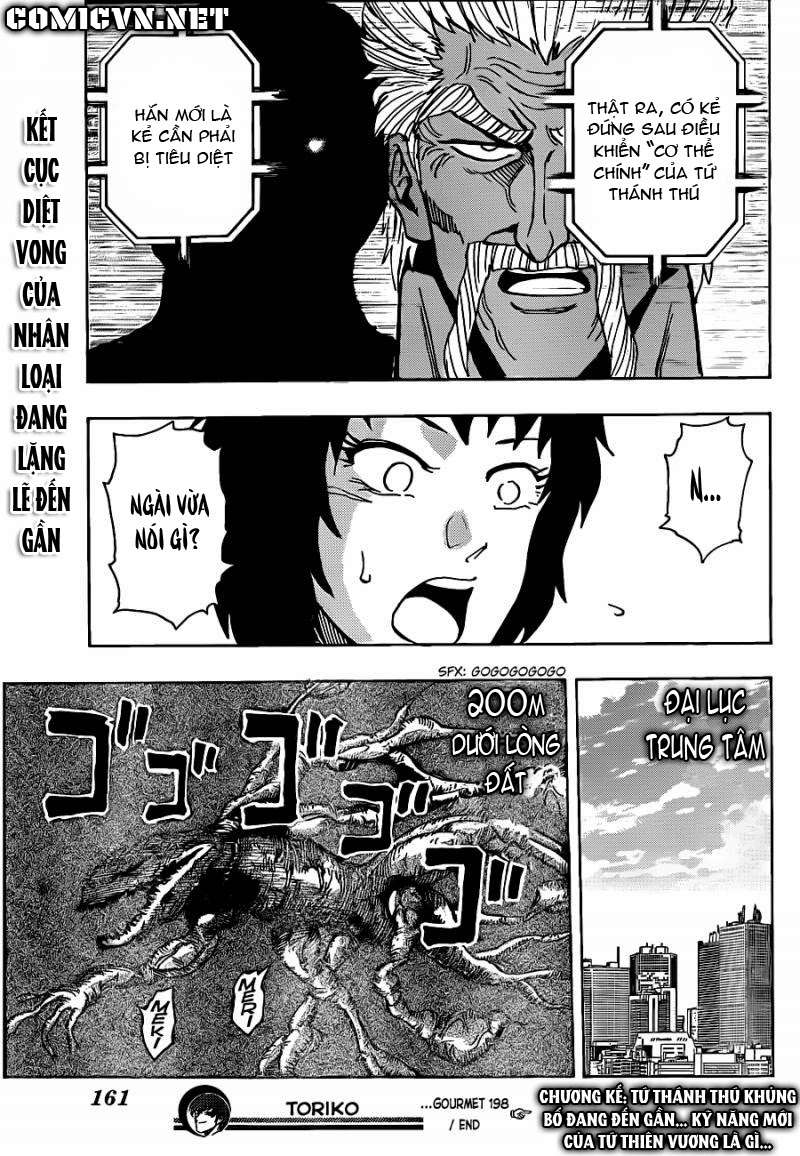 COMICVN.NET
THẬT RA, CÓ KẺ
ĐỨNG SAU ĐIỀU
KHIỂN "CƠ THỂ
CHÍNH" CỦA TỨ
THÁNH THÚ
HẮN MỚI LÀ
KẺ CẦN PHẢI
BỊ TIÊU DIỆT
KẾT
CỤC
DIỆT
VONG
CỦA
NHÂN
LOẠI
ĐANG
LẶNG
LẼ ĐẾN
GẦN
N...
NGÀI VỪA
NÓI GÌ?
SFX: GOGOGOGOGO
ĐẠI LỤC
TRUNG TÂM
200M
DƯỚI LÒNG
ĐẤT
ゴゴゴゴゴ
MERI
MEKI
161
TORIKO
...GOURMET 198
/ END
CHƯƠNG KẾ: TỨ THÁNH THÚ KHỦNG
BỐ ĐANG ĐẾN GẦN... KỸ NĂNG MỚI
CỦA TỨ THIÊN VƯƠNG LÀ GÌ...